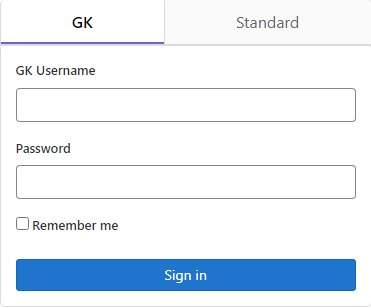 GK
Standard
GK Username
Password
Remember me
Sign in